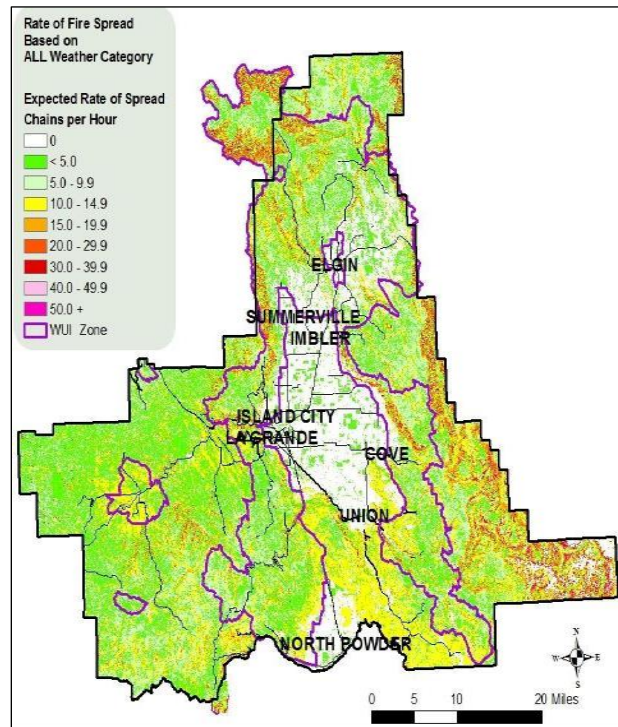 Rate of Fire Spread
Based on
ALL Weather Category
Expected Rate of Spread
Chains per Hour
0
< 5.0
5.0 - 9.9
10.0 - 14.9
15.0 - 19.9
20.0 - 29.9
30.0 - 39.9
40.0 - 49.9
50.0 +
WUI Zone
ELGIN
SUMMERVILLE
IMBLER
ISLAND CITY
LA GRANDE
COVE
UNION
NORTH POWDER
N
W E
S
0 5 10 20 Miles